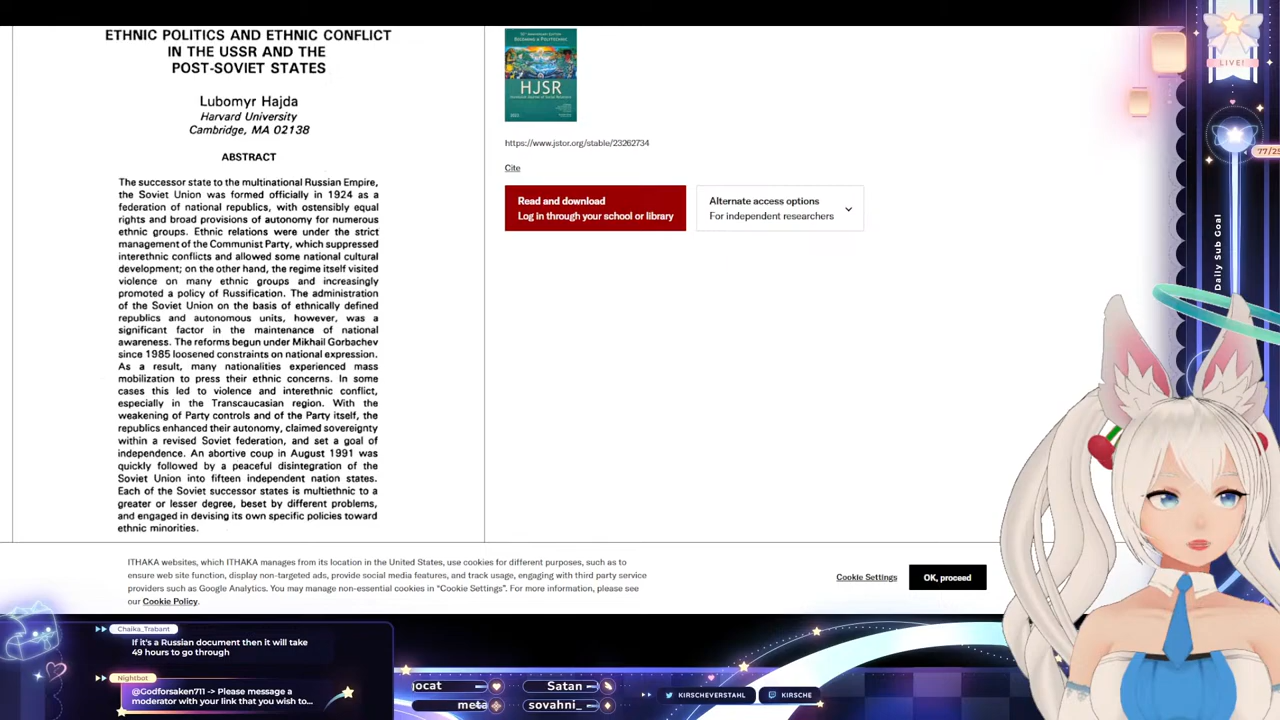 ETHNIC POLITICS AND ETHNIC CONFLICT
IN THE USSR AND THE
POST-SOVIET STATES
Lubomyr Hajda
Harvard University
Cambridge, MA 02138
ABSTRACT
The successor state to the multinational Russian Empire,
the Soviet Union was formed officially in 1924 as a
federation of national republics, with ostensibly equal
rights and broad provisions of autonomy for numerous
ethnic groups. Ethnic relations were under the strict
management of the Communist Party, which suppressed
interethnic conflicts and allowed some national cultural
development; on the other hand, the regime itself visited
violence on many ethnic groups and increasingly
promoted a policy of Russification. The administration
of the Soviet Union on the basis of ethnically defined
republics and autonomous units, however, was a
significant factor in the maintenance of national
awareness. The reforms begun under Mikhail Gorbachev
since 1985 loosened constraints on national expression.
As a result, many nationalities experienced mass
mobilization to press their ethnic concerns. In some
cases this led to violence and interethnic conflict,
especially in the Transcaucasian region. With the
weakening of Party controls and of the Party itself, the
republics enhanced their autonomy, claimed sovereignty
within a revised Soviet federation, and set a goal of
independence. An abortive coup in August 1991 was
quickly followed by a peaceful disintegration of the
Soviet Union into fifteen independent nation states.
Each of the Soviet successor states is multiethnic to a
greater or lesser degree, beset by different problems,
and engaged in devising its own specific policies toward
ethnic minorities.
HJSR
https://www.jstor.org/stable/23262734
Cite
Read and download
Log in through your school or library
Alternate access options
For independent researchers
ITHAKA websites, which ITHAKA manages from its location in the United States, use cookies for different purposes, such as to
ensure web site function, display non-targeted ads, provide social media features, and track usage, engaging with third party service
providers such as Google Analytics. You may manage non-essential cookies in "Cookie Settings". For more information, please see
our Cookie Policy.
Cookie Settings
OK, proceed
LIVE!
77/25
Daily Sub Goal
Chaika_Trabant
If it's a Russian document then it will take
49 hours to go through
Nightbot
@Godforsaken711 -> Please message a
moderator with your link that you wish to...
ocat
Satan
meta
sovahni_
KIRSCHEVERSTAHL
KIRSCHE